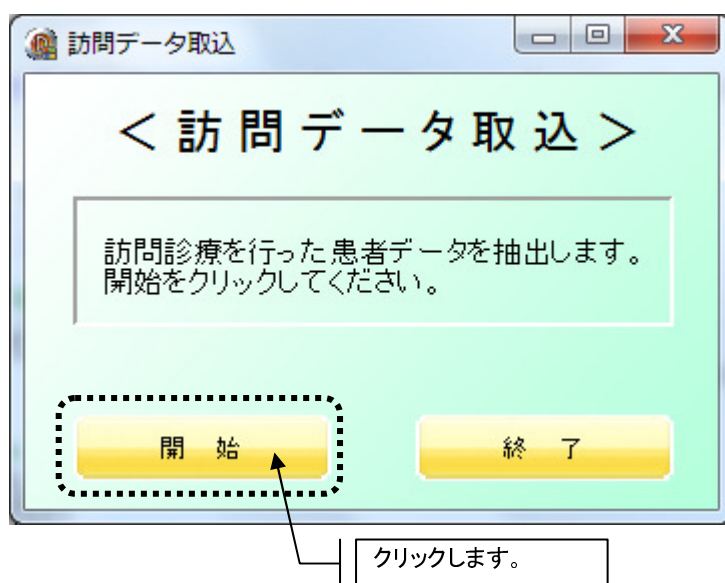 訪問データ取込
＜訪問データ取込＞
訪問診療を行った患者データを抽出します。
開始をクリックしてください。
開　始
終　了
クリックします。